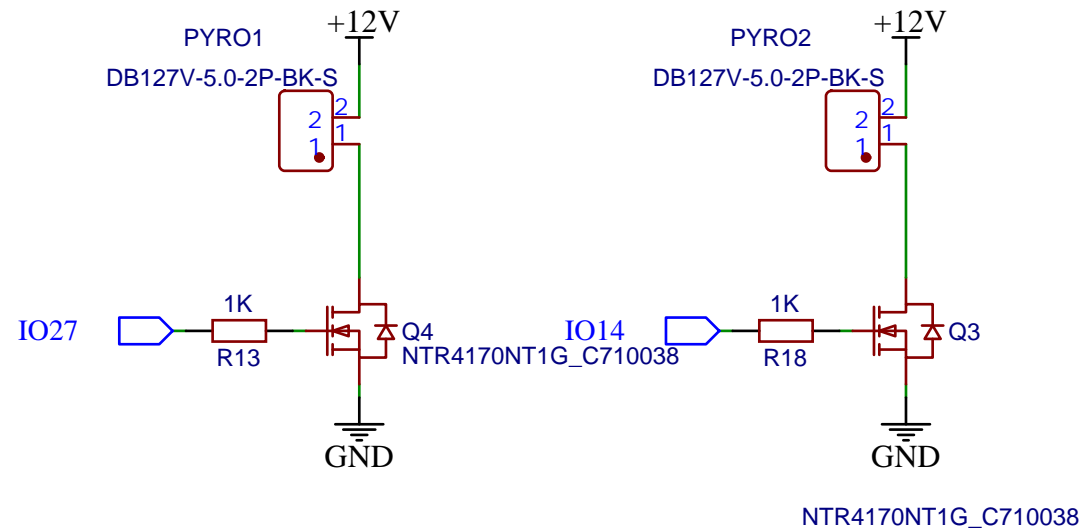 +12V
PYRO1
DB127V-5.0-2P-BK-S
2
2
1
1
1K
IO27
R13
Q4
NTR4170NT1G_C710038
GND
+12V
PYRO2
DB127V-5.0-2P-BK-S
2
2
1
1
1K
IO14
R18
Q3
GND
NTR4170NT1G_C710038